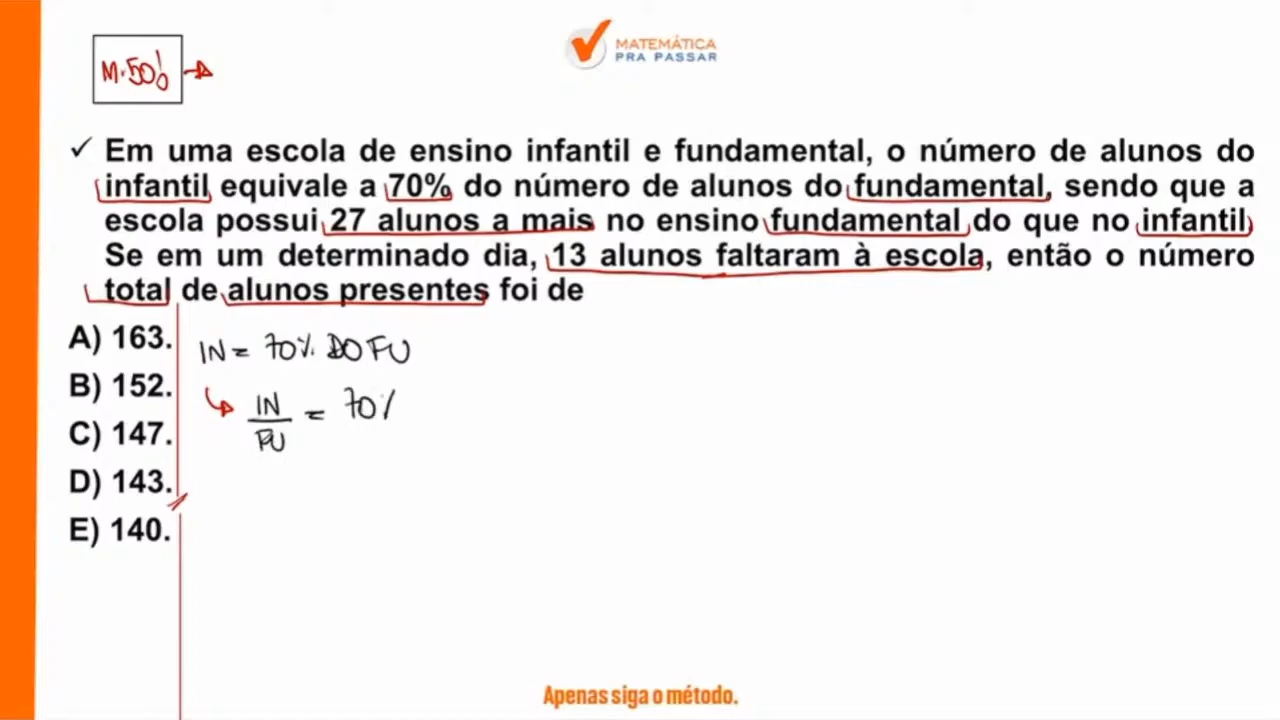 M.50%
MATEMÁTICA
PRA PASSAR
✓ Em uma escola de ensino infantil e fundamental, o número de alunos do
infantil equivale a 70% do número de alunos do fundamental, sendo que a
escola possui 27 alunos a mais no ensino fundamental do que no infantil.
Se em um determinado dia, 13 alunos faltaram à escola, então o número
total de alunos presentes foi de
A) 163.
IN = 70% DO FU
B) 152.
IN
— = 70%
FU
C) 147.
D) 143.
E) 140.
Apenas siga o método.